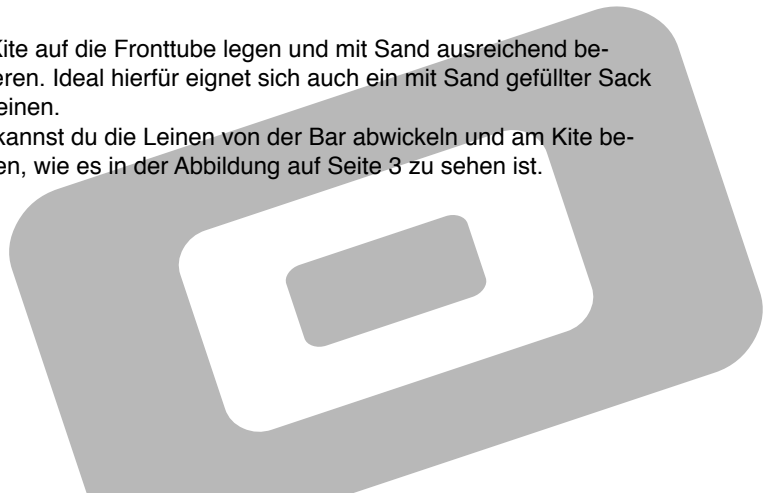 Kite auf die Fronttube legen und mit Sand ausreichend be-
eren. Ideal hierfür eignet sich auch ein mit Sand gefüllter Sack
einen.
kannst du die Leinen von der Bar abwickeln und am Kite be-
en, wie es in der Abbildung auf Seite 3 zu sehen ist.